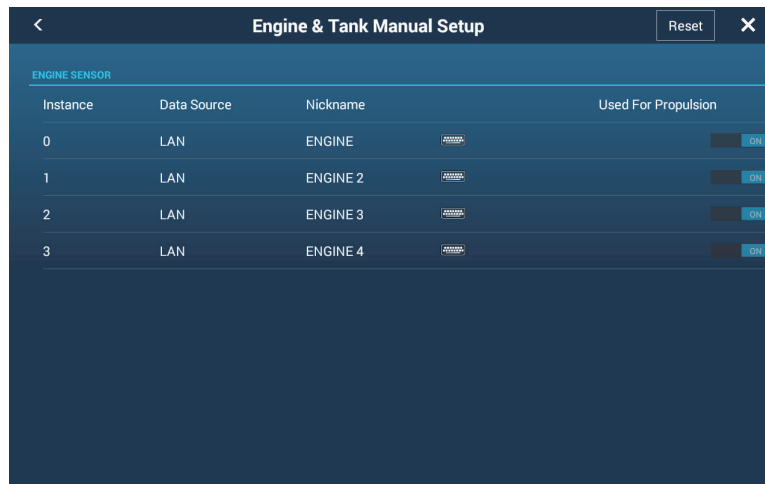 Engine & Tank Manual Setup Reset
ENGINE SENSOR
Instance Data Source Nickname Used For Propulsion
0 LAN ENGINE ON
1 LAN ENGINE 2 ON
2 LAN ENGINE 3 ON
3 LAN ENGINE 4 ON